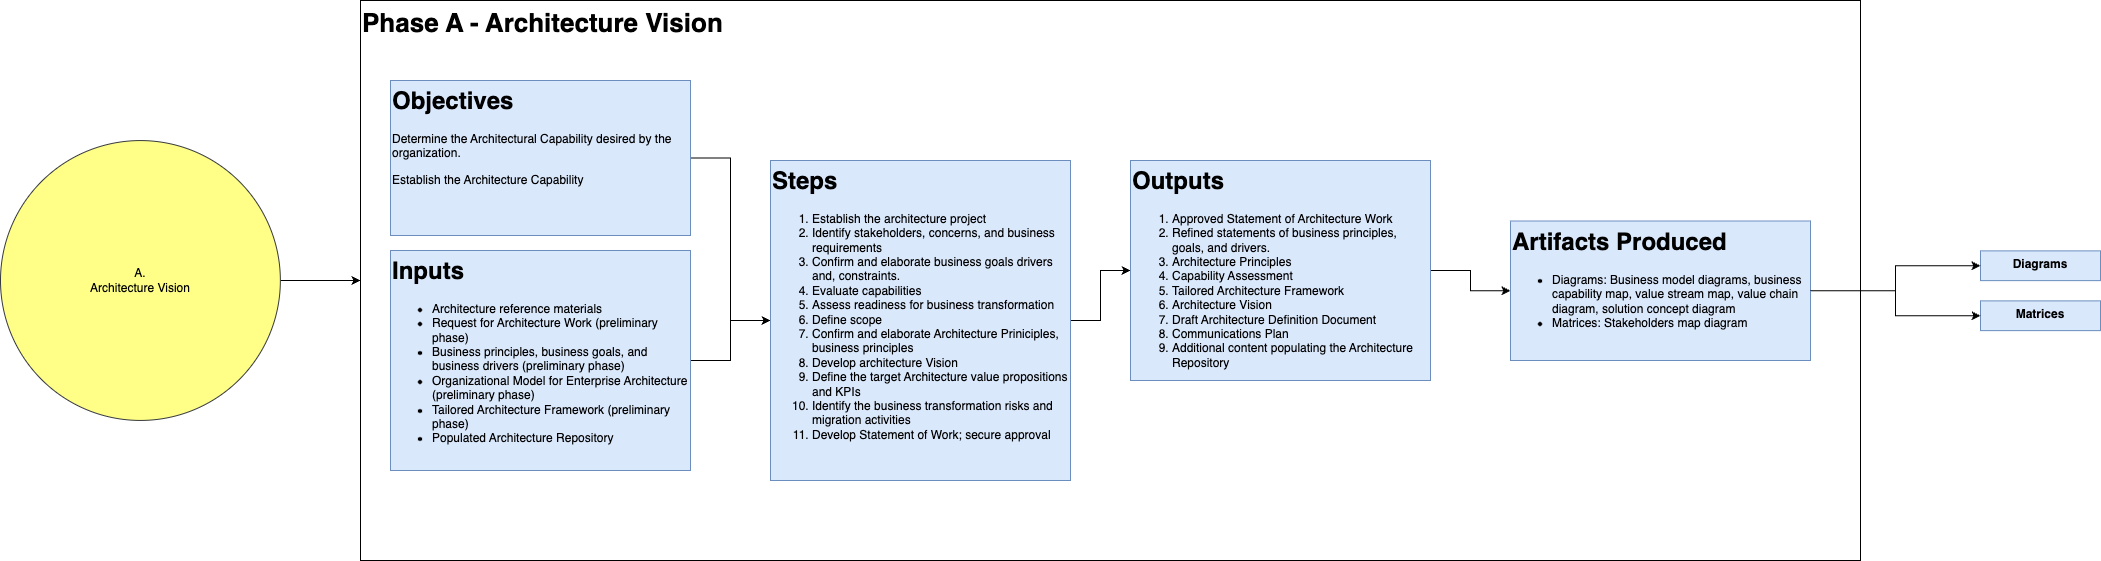 Phase A - Architecture Vision
A.
Architecture Vision
Objectives
Determine the Architectural Capability desired by the
organization.
Establish the Architecture Capability
Inputs
• Architecture reference materials
• Request for Architecture Work (preliminary
phase)
• Business principles, business goals, and
business drivers (preliminary phase)
• Organizational Model for Enterprise Architecture
(preliminary phase)
• Tailored Architecture Framework (preliminary
phase)
• Populated Architecture Repository
Steps
1. Establish the architecture project
2. Identify stakeholders, concerns, and business
requirements
3. Confirm and elaborate business goals drivers
and, constraints.
4. Evaluate capabilities
5. Assess readiness for business transformation
6. Define scope
7. Confirm and elaborate Architecture Priniciples,
business principles
8. Develop architecture Vision
9. Define the target Architecture value propositions
and KPIs
10. Identify the business transformation risks and
migration activities
11. Develop Statement of Work; secure approval
Outputs
1. Approved Statement of Architecture Work
2. Refined statements of business principles,
goals, and drivers.
3. Architecture Principles
4. Capability Assessment
5. Tailored Architecture Framework
6. Architecture Vision
7. Draft Architecture Definition Document
8. Communications Plan
9. Additional content populating the Architecture
Repository
Artifacts Produced
• Diagrams: Business model diagrams, business
capability map, value stream map, value chain
diagram, solution concept diagram
• Matrices: Stakeholders map diagram
Diagrams
Matrices